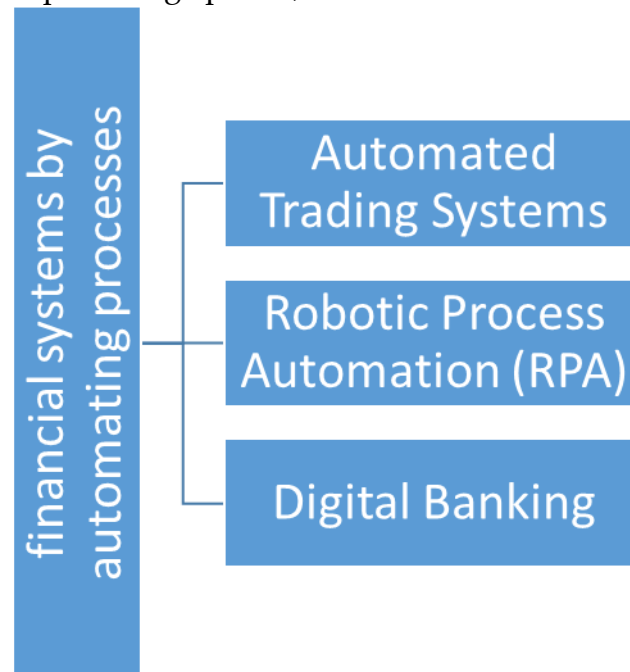 financial systems by
automating processes
Automated
Trading Systems
Robotic Process
Automation (RPA)
Digital Banking